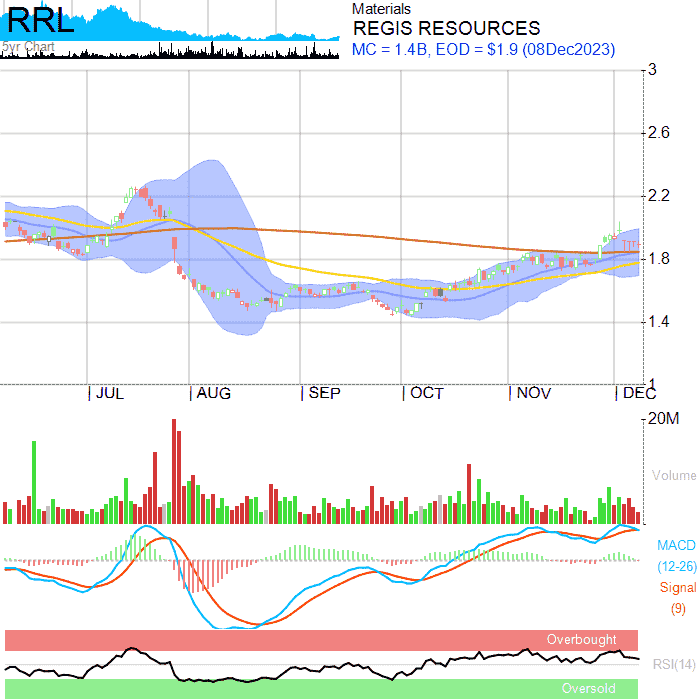 RRL
5yr Chart
Materials
REGIS RESOURCES
MC = 1.4B, EOD = $1.9 (08Dec2023)
3
2.6
2.2
1.8
1.4
1
JUL AUG SEP OCT NOV DEC
20M
Volume
MACD
(12-26)
Signal
(9)
Overbought
RSI(14)
Oversold